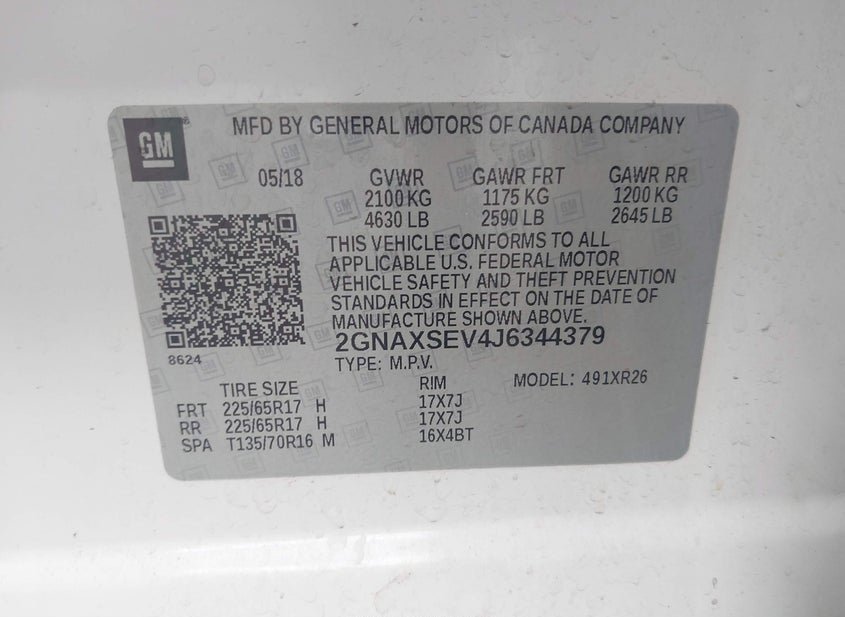 GM
MFD BY GENERAL MOTORS OF CANADA COMPANY
05/18 GVWR GAWR FRT GAWR RR
2100 KG 1175 KG 1200 KG
4630 LB 2590 LB 2645 LB
THIS VEHICLE CONFORMS TO ALL
APPLICABLE U.S. FEDERAL MOTOR
VEHICLE SAFETY AND THEFT PREVENTION
STANDARDS IN EFFECT ON THE DATE OF
MANUFACTURE SHOWN ABOVE.
2GNAXSEV4J6344379
8624
TYPE: M.P.V.
TIRE SIZE RIM MODEL: 491XR26
FRT 225/65R17 H 17X7J
RR 225/65R17 H 17X7J
SPA T135/70R16 M 16X4BT